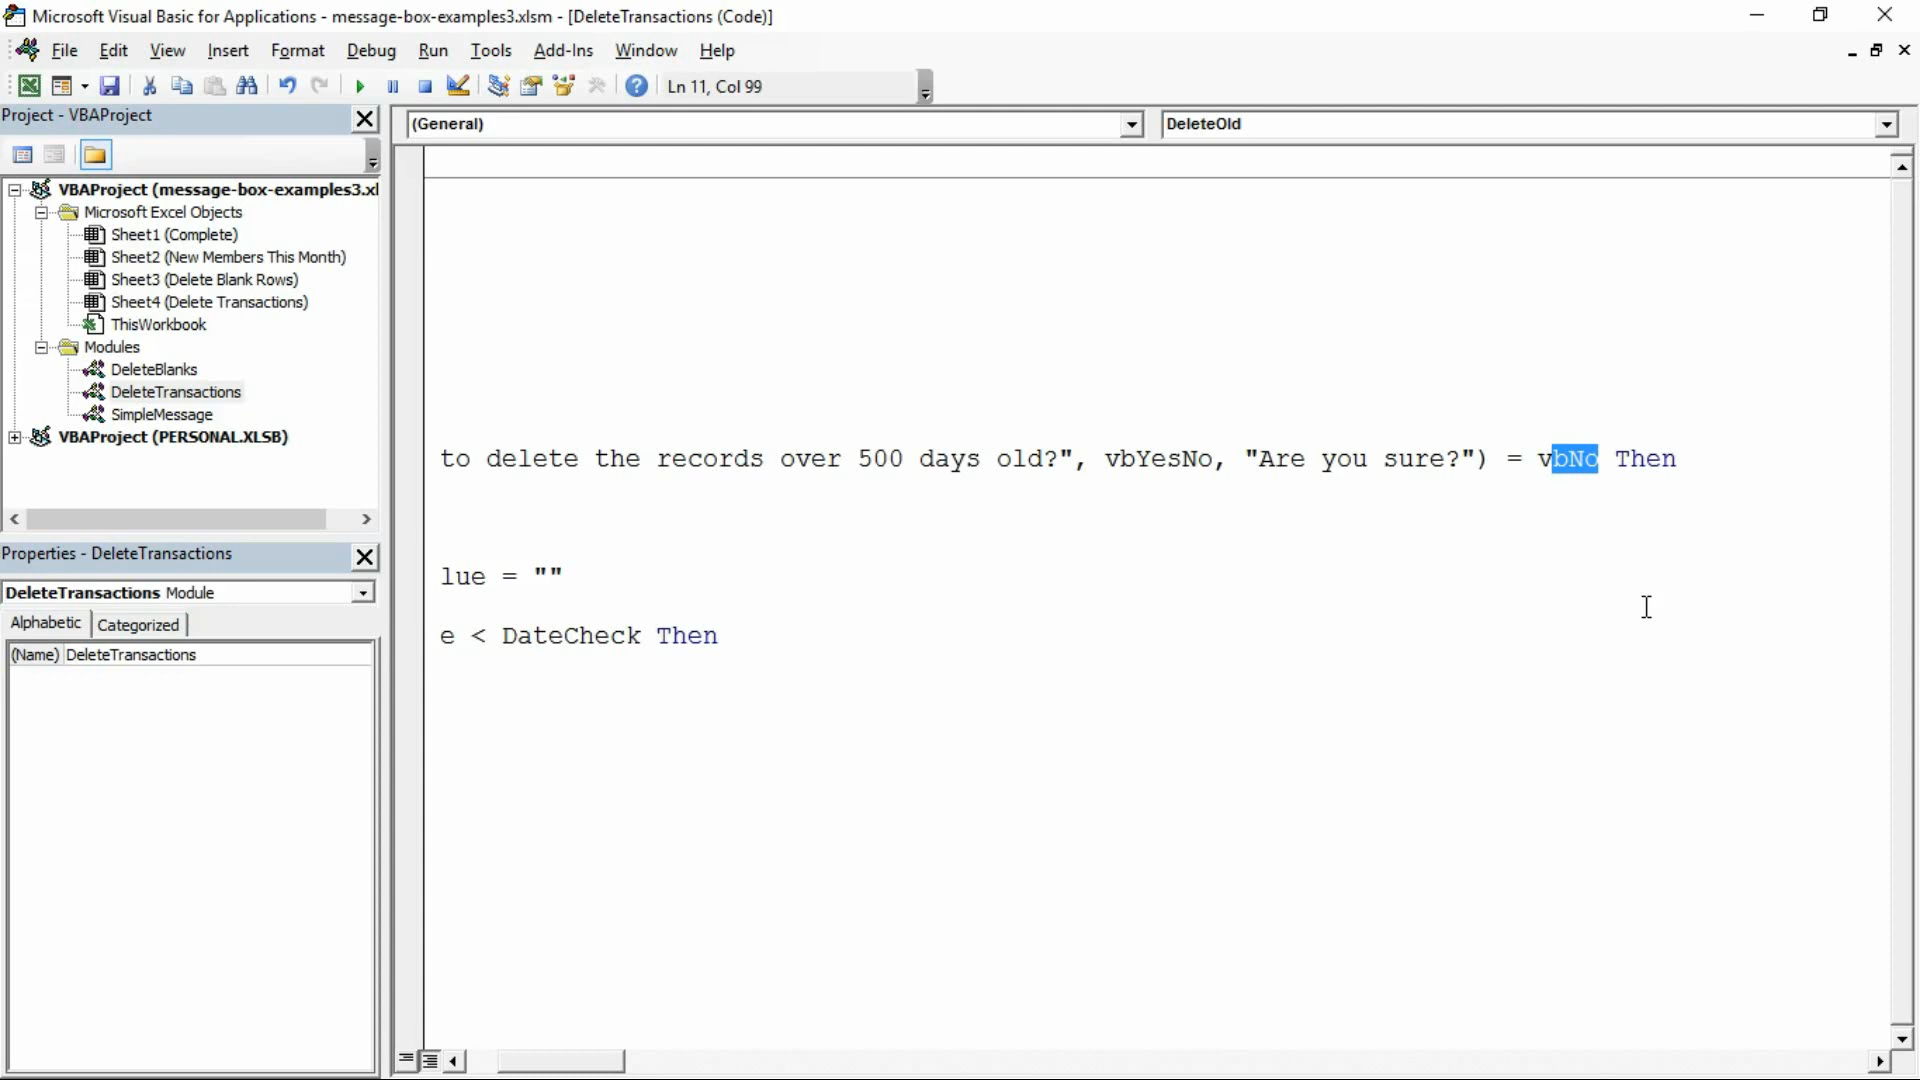 Microsoft Visual Basic for Applications - message-box-examples3.xlsm - [DeleteTransactions (Code)]
File Edit View Insert Format Debug Run Tools Add-Ins Window Help
Ln 11, Col 99
Project - VBAProject
(General)
DeleteOld
VBAProject (message-box-examples3.xl
Microsoft Excel Objects
Sheet1 (Complete)
Sheet2 (New Members This Month)
Sheet3 (Delete Blank Rows)
Sheet4 (Delete Transactions)
ThisWorkbook
Modules
DeleteBlanks
DeleteTransactions
SimpleMessage
VBAProject (PERSONAL.XLSB)
to delete the records over 500 days old?", vbYesNo, "Are you sure?") = vbNo Then
lue = ""
e < DateCheck Then
Properties - DeleteTransactions
DeleteTransactions Module
Alphabetic Categorized
(Name) DeleteTransactions